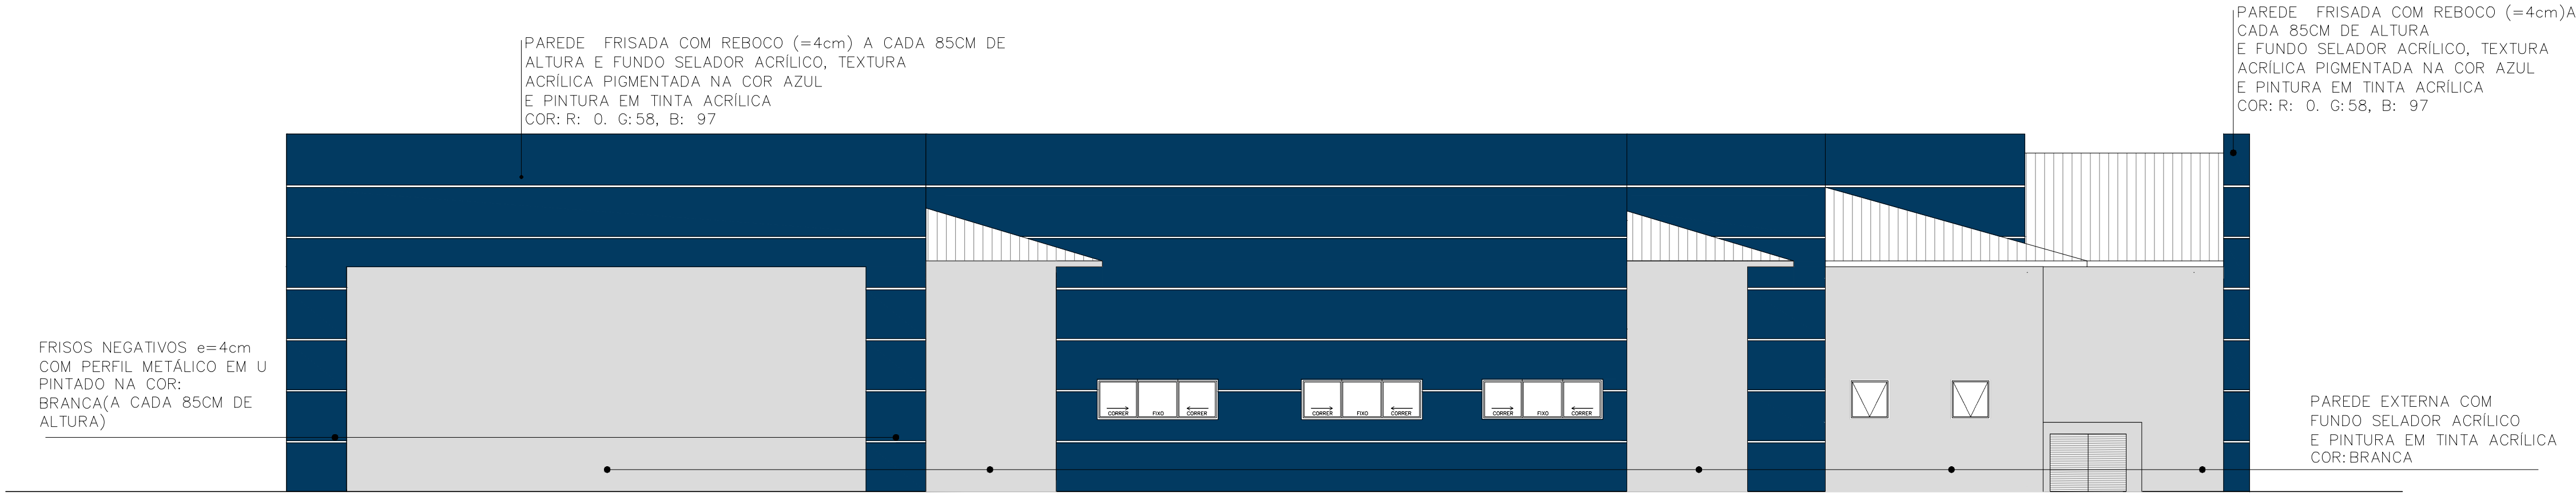 PAREDE FRISADA COM REBOCO (=4cm) A CADA 85CM DE
ALTURA E FUNDO SELADOR ACRÍLICO, TEXTURA
ACRÍLICA PIGMENTADA NA COR AZUL
E PINTURA EM TINTA ACRÍLICA
COR: R: 0. G:58, B: 97
PAREDE FRISADA COM REBOCO (=4cm)A
CADA 85CM DE ALTURA
E FUNDO SELADOR ACRÍLICO, TEXTURA
ACRÍLICA PIGMENTADA NA COR AZUL
E PINTURA EM TINTA ACRÍLICA
COR: R: 0. G:58, B: 97
FRISOS NEGATIVOS e=4cm
COM PERFIL METÁLICO EM U
PINTADO NA COR:
BRANCA(A CADA 85CM DE
ALTURA)
CORRER FIXO CORRER
CORRER FIXO CORRER
CORRER FIXO CORRER
PAREDE EXTERNA COM
FUNDO SELADOR ACRÍLICO
E PINTURA EM TINTA ACRÍLICA
COR:BRANCA